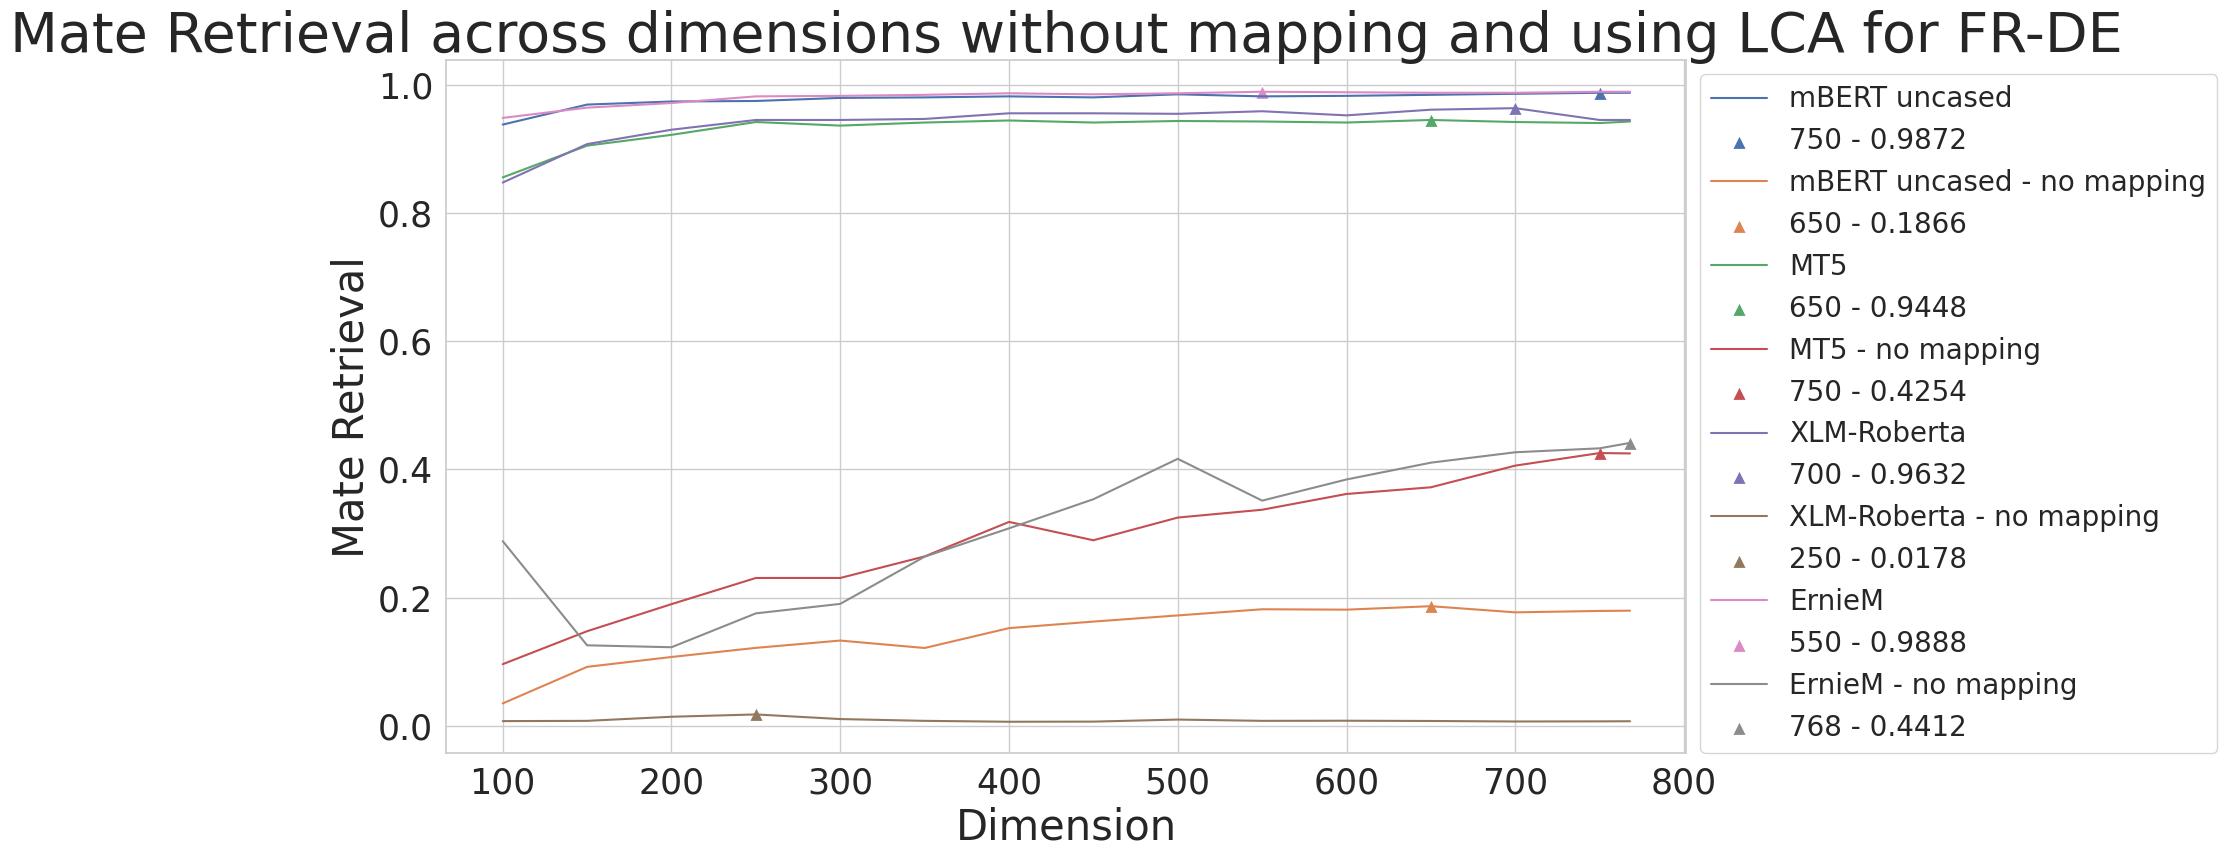 Mate Retrieval across dimensions without mapping and using LCA for FR-DE
Mate Retrieval
1.0
0.8
0.6
0.4
0.2
0.0
100 200 300 400 500 600 700 800
Dimension
mBERT uncased
750 - 0.9872
mBERT uncased - no mapping
650 - 0.1866
MT5
650 - 0.9448
MT5 - no mapping
750 - 0.4254
XLM-Roberta
700 - 0.9632
XLM-Roberta - no mapping
250 - 0.0178
ErnieM
550 - 0.9888
ErnieM - no mapping
768 - 0.4412